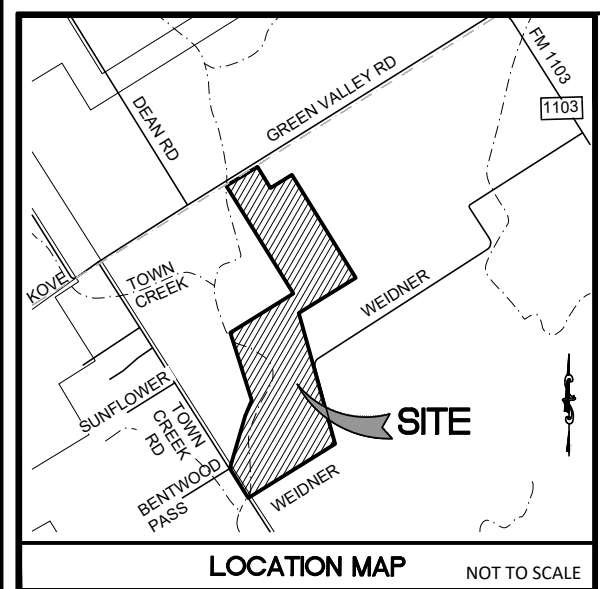 FM 1103
1103
GREEN VALLEY RD
DEAN RD
KOVE
TOWN
CREEK
WEIDNER
SUNFLOWER
TOWN
CREEK
RD
SITE
BENTWOOD
PASS
WEIDNER
LOCATION MAP
NOT TO SCALE